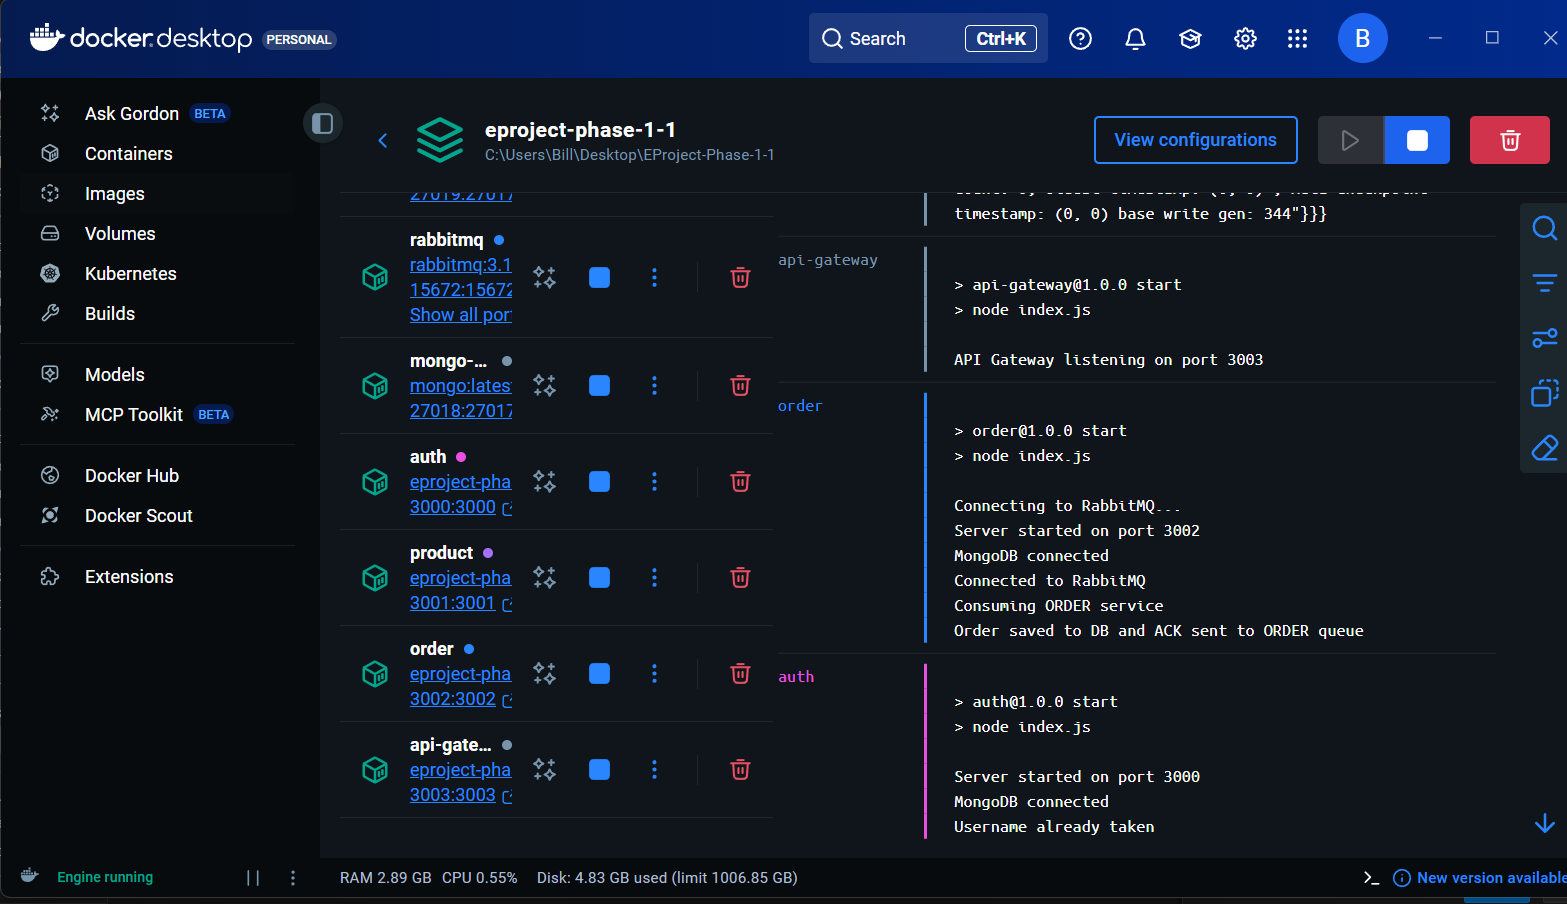 docker.desktop PERSONAL
Search Ctrl+K
B
Ask Gordon BETA
Containers
Images
Volumes
Kubernetes
Builds
Models
MCP Toolkit BETA
Docker Hub
Docker Scout
Extensions
eproject-phase-1-1
C:\Users\Bill\Desktop\EProject-Phase-1-1
View configurations
27019:27017
rabbitmq
rabbitmq:3.1
15672:15672
Show all por
mongo-...
mongo:lates
27018:27017
auth
eproject-pha
3000:3000
product
eproject-pha
3001:3001
order
eproject-pha
3002:3002
api-gate...
eproject-pha
3003:3003
timestamp: (0, 0) base write gen: 344"}}}
api-gateway
> api-gateway@1.0.0 start
> node index.js
API Gateway listening on port 3003
order
> order@1.0.0 start
> node index.js
Connecting to RabbitMQ...
Server started on port 3002
MongoDB connected
Connected to RabbitMQ
Consuming ORDER service
Order saved to DB and ACK sent to ORDER queue
auth
> auth@1.0.0 start
> node index.js
Server started on port 3000
MongoDB connected
Username already taken
Engine running
RAM 2.89 GB CPU 0.55% Disk: 4.83 GB used (limit 1006.85 GB)
New version available